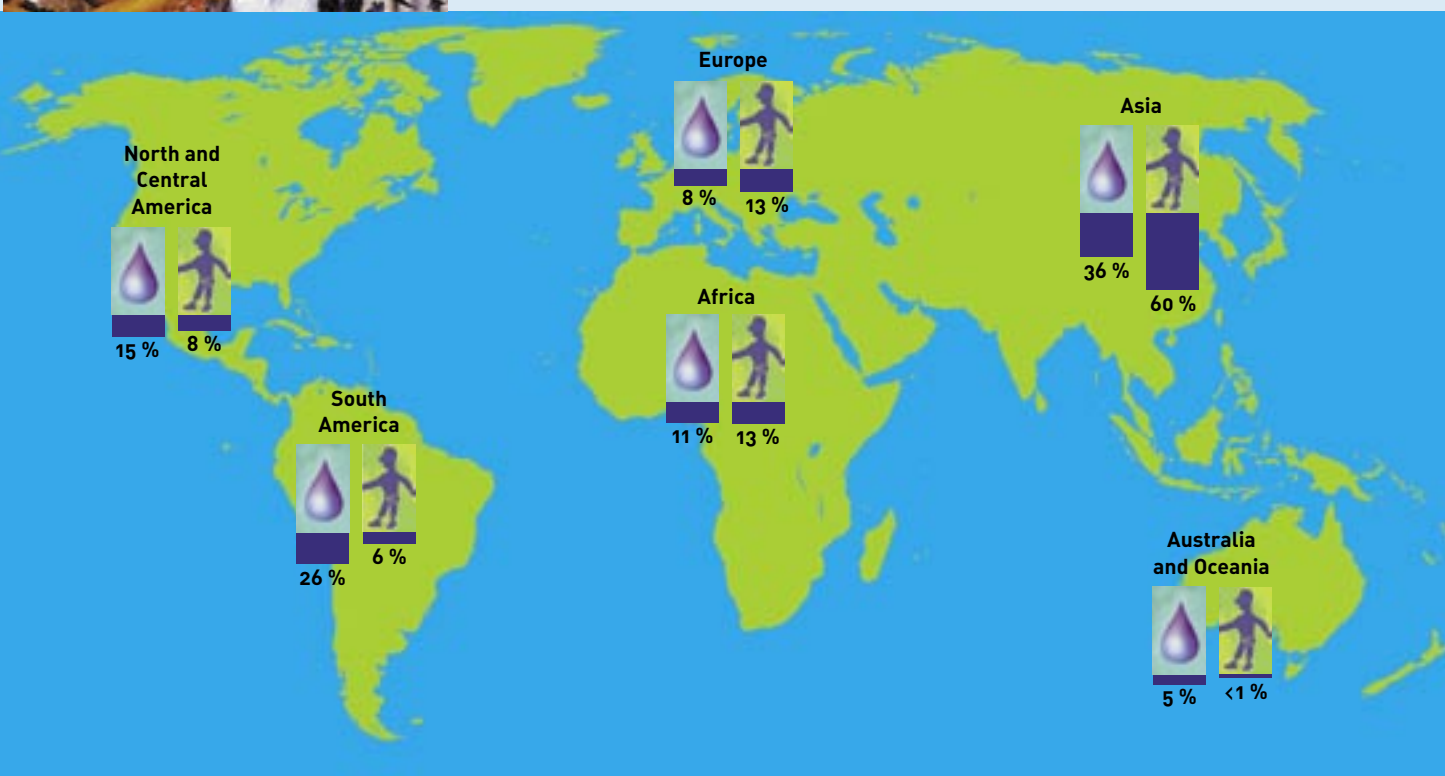 North and
Central
America
15 %
8 %
South
America
26 %
6 %
Europe
8 %
13 %
Africa
11 %
13 %
Asia
36 %
60 %
Australia
and Oceania
5 %
<1 %